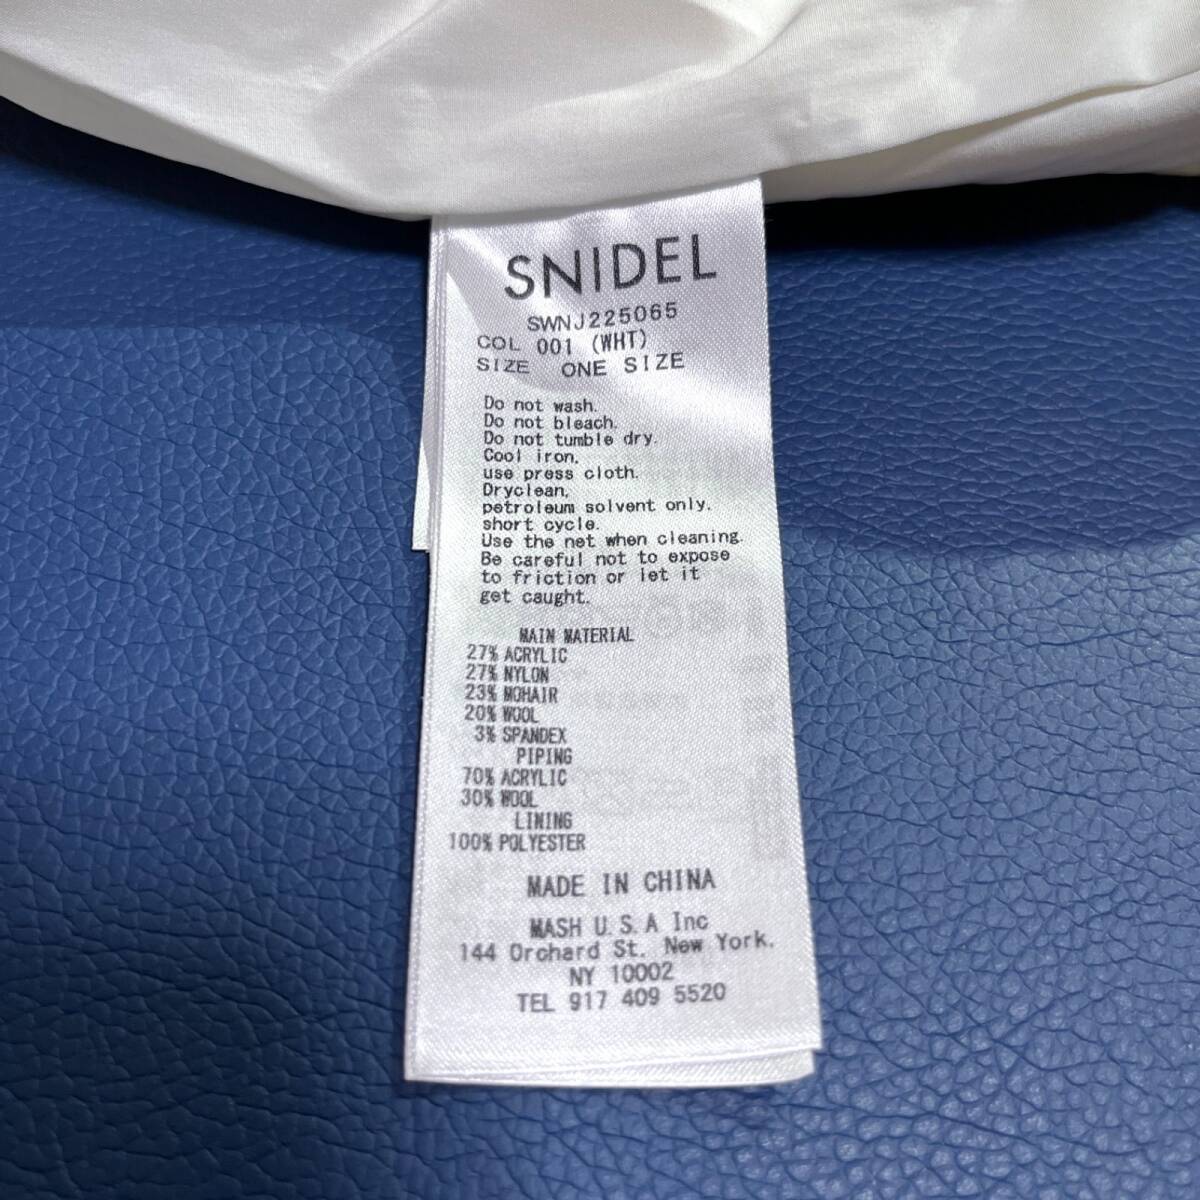 SNIDEL
SWNJ225065
COL 001 (WHT)
SIZE ONE SIZE
Do not wash.
Do not bleach.
Do not tumble dry.
Cool iron,
use press cloth.
Dryclean,
petroleum solvent only.
short cycle.
Use the net when cleaning.
Be careful not to expose
to friction or let it
get caught.
MAIN MATERIAL
27% ACRYLIC
27% NYLON
23% MOHAIR
20% WOOL
3% SPANDEX
PIPING
70% ACRYLIC
30% WOOL
LINING
100% POLYESTER
MADE IN CHINA
MASH U.S.A Inc
144 Orchard St. New York.
NY 10002
TEL 917 409 5520